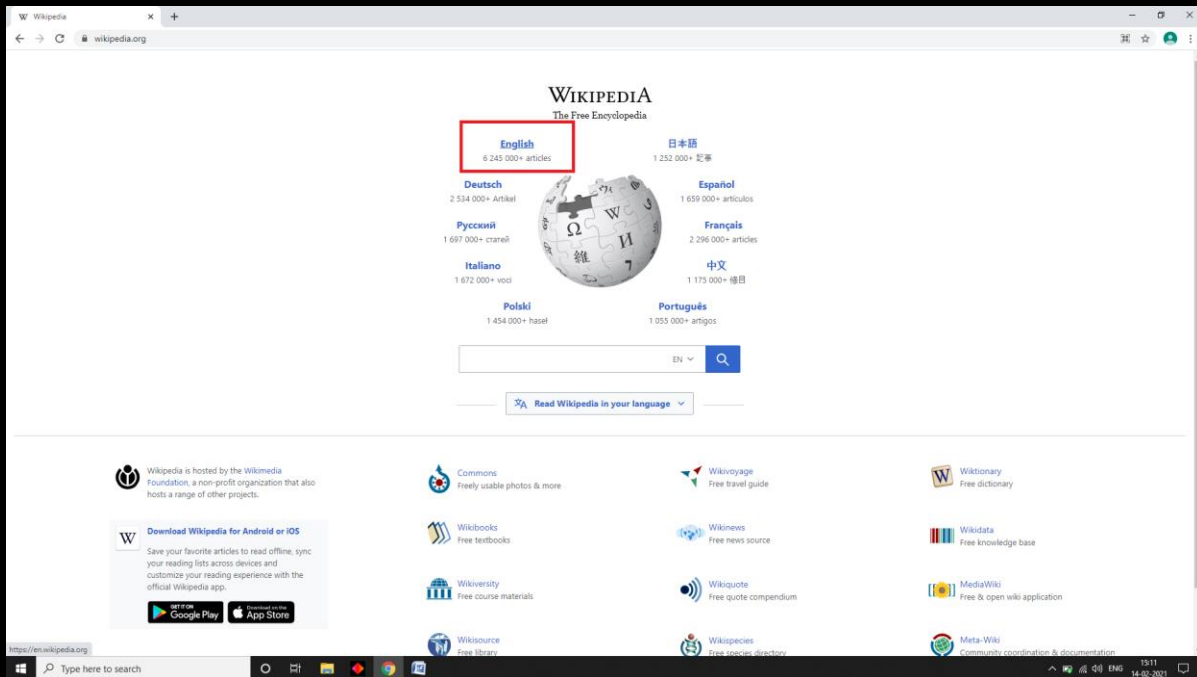 Wikipedia
wikipedia.org
WIKIPEDIA
The Free Encyclopedia
English
6 245 000+ articles
日本語
1 252 000+ 記事
Deutsch
2 534 000+ Artikel
Español
1 659 000+ artículos
Русский
1 697 000+ статей
Français
2 296 000+ articles
Italiano
1 672 000+ voci
中文
1 175 000+ 條目
Polski
1 454 000+ haseł
Português
1 055 000+ artigos
EN
Read Wikipedia in your language
Wikipedia is hosted by the Wikimedia
Foundation, a non-profit organization that also
hosts a range of other projects.
Download Wikipedia for Android or iOS
Save your favorite articles to read offline, sync
your reading lists across devices and
customize your reading experience with the
official Wikipedia app.
GET IT ON
Google Play
Download on the
App Store
Commons
Freely usable photos & more
Wikivoyage
Free travel guide
Wiktionary
Free dictionary
Wikibooks
Free textbooks
Wikinews
Free news source
Wikidata
Free knowledge base
Wikiversity
Free course materials
Wikiquote
Free quote compendium
MediaWiki
Free & open wiki application
Wikisource
Free library
Wikispecies
Free species directory
Meta-Wiki
Community coordination & documentation
https://en.wikipedia.org
Type here to search
ENG
15:11
14-02-2021